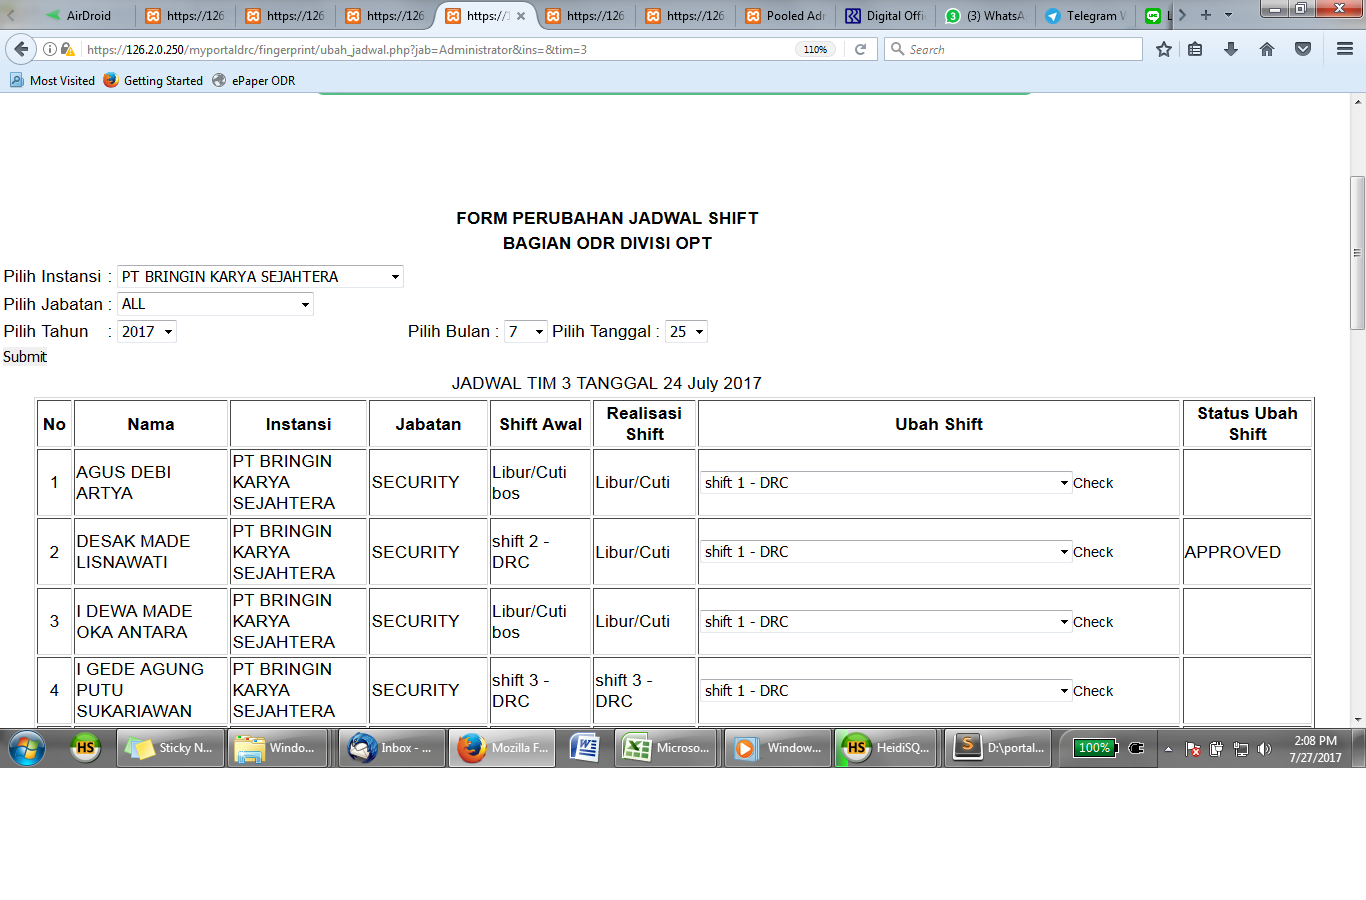 AirDroid https://126 https://126 https://126 https:/ https://126 https://126 Pooled Ad Digital Offi (3) WhatsA Telegram L
https://126.2.0.250/myportaldrc/fingerprint/ubah_jadwal.php?jab=Administrator&ins=&tim=3 110% Search
Most Visited Getting Started ePaper ODR
FORM PERUBAHAN JADWAL SHIFT
BAGIAN ODR DIVISI OPT
Pilih Instansi : PT BRINGIN KARYA SEJAHTERA
Pilih Jabatan : ALL
Pilih Tahun : 2017 Pilih Bulan : 7 Pilih Tanggal : 25
Submit
JADWAL TIM 3 TANGGAL 24 July 2017
No Nama Instansi Jabatan Shift Awal Realisasi Shift Ubah Shift Status Ubah Shift
1 AGUS DEBI ARTYA PT BRINGIN KARYA SEJAHTERA SECURITY Libur/Cuti bos Libur/Cuti shift 1 - DRC Check
2 DESAK MADE LISNAWATI PT BRINGIN KARYA SEJAHTERA SECURITY shift 2 - DRC Libur/Cuti shift 1 - DRC Check APPROVED
3 I DEWA MADE OKA ANTARA PT BRINGIN KARYA SEJAHTERA SECURITY Libur/Cuti bos Libur/Cuti shift 1 - DRC Check
4 I GEDE AGUNG PUTU SUKARIAWAN PT BRINGIN KARYA SEJAHTERA SECURITY shift 3 - DRC shift 3 - DRC shift 1 - DRC Check
HS Sticky N... Windo... Inbox - ... Mozilla F... Microso... Window... HS HeidiSQ... S D:\portal... 100% 2:08 PM
7/27/2017